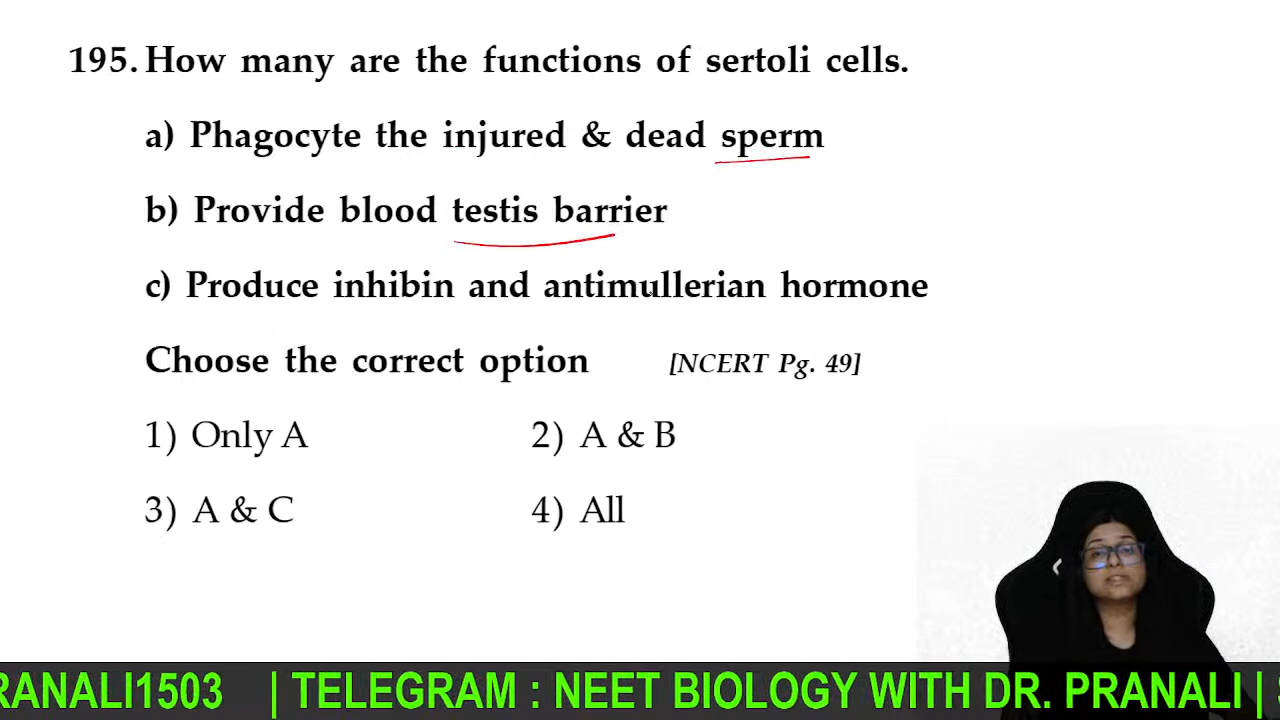 195. How many are the functions of sertoli cells.
a) Phagocyte the injured & dead sperm
b) Provide blood testis barrier
c) Produce inhibin and antimullerian hormone
Choose the correct option [NCERT Pg. 49]
1) Only A 2) A & B
3) A & C 4) All
RANALI1503 | TELEGRAM : NEET BIOLOGY WITH DR. PRANALI |